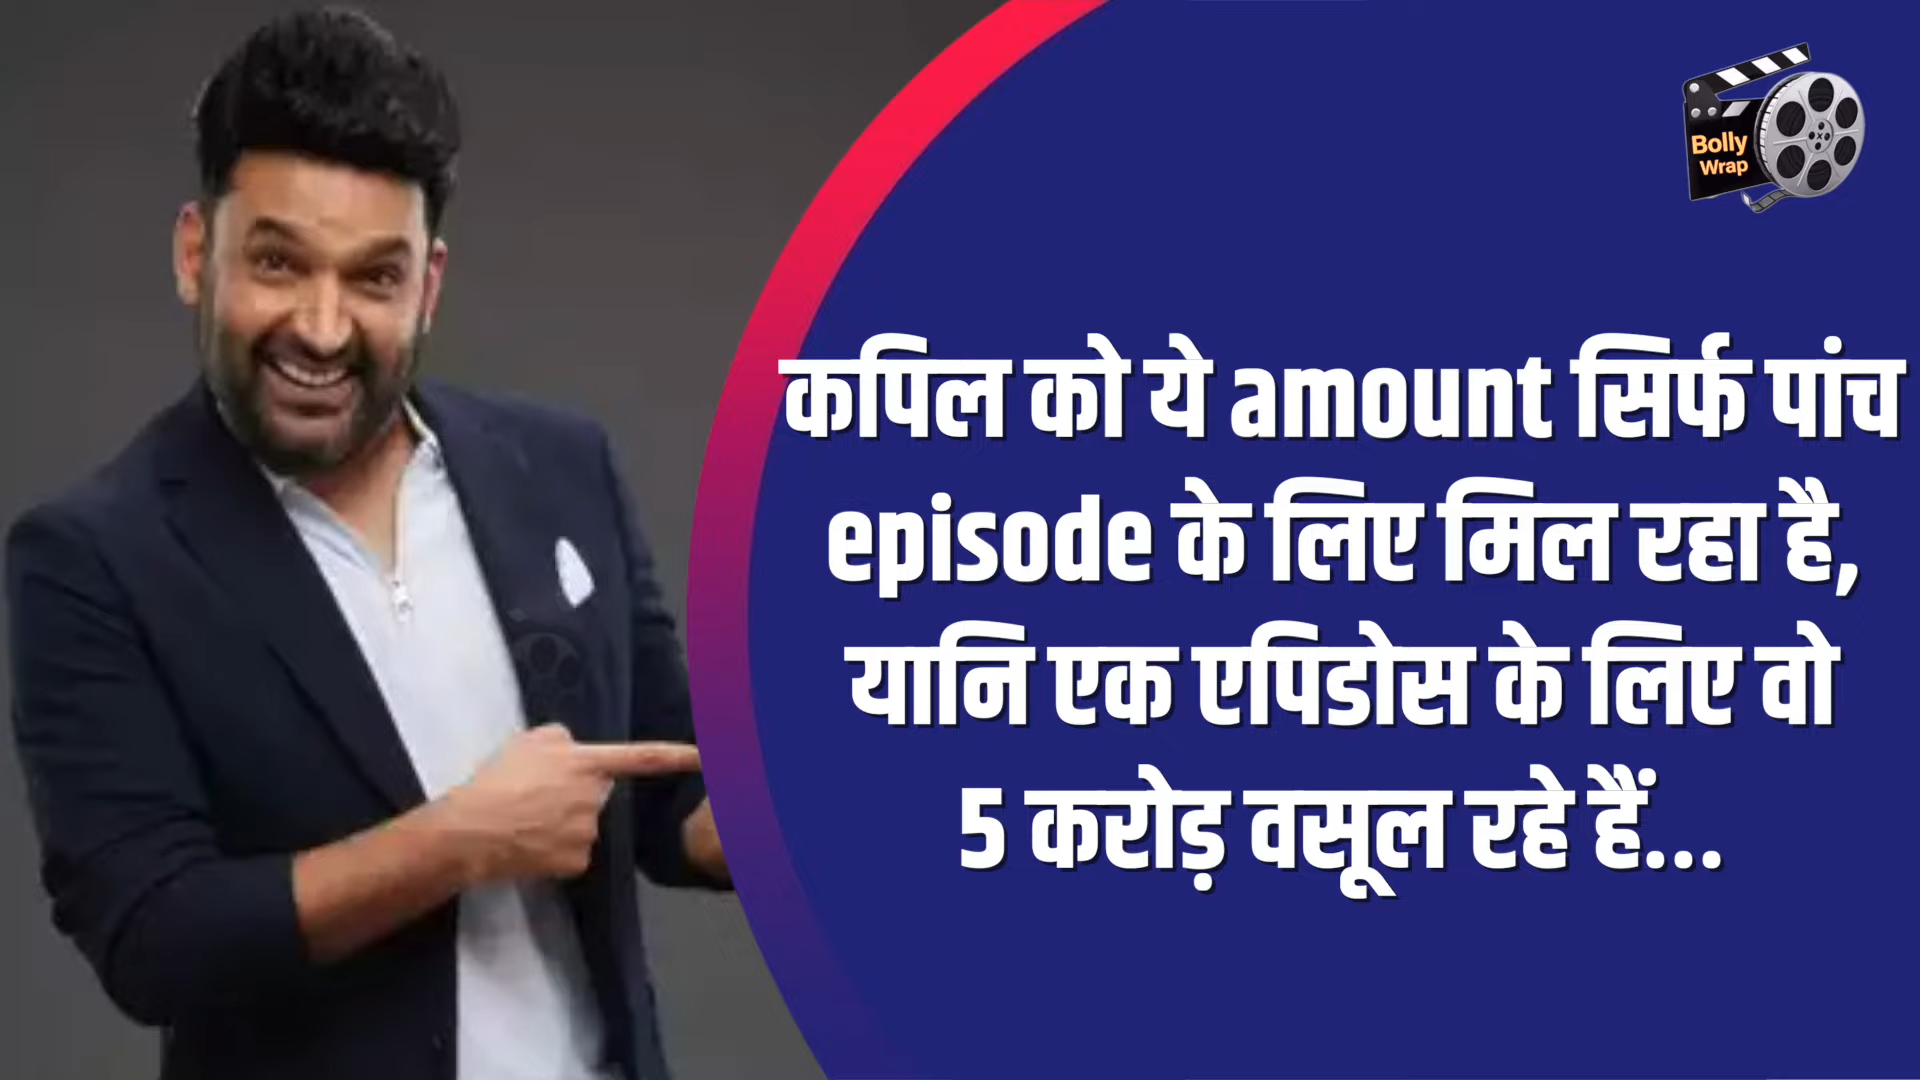 Bolly
Wrap
कपिल को ये amount सिर्फ पांच
episode के लिए मिल रहा है,
यानि एक एपिडोस के लिए वो
5 करोड़ वसूल रहे हैं...